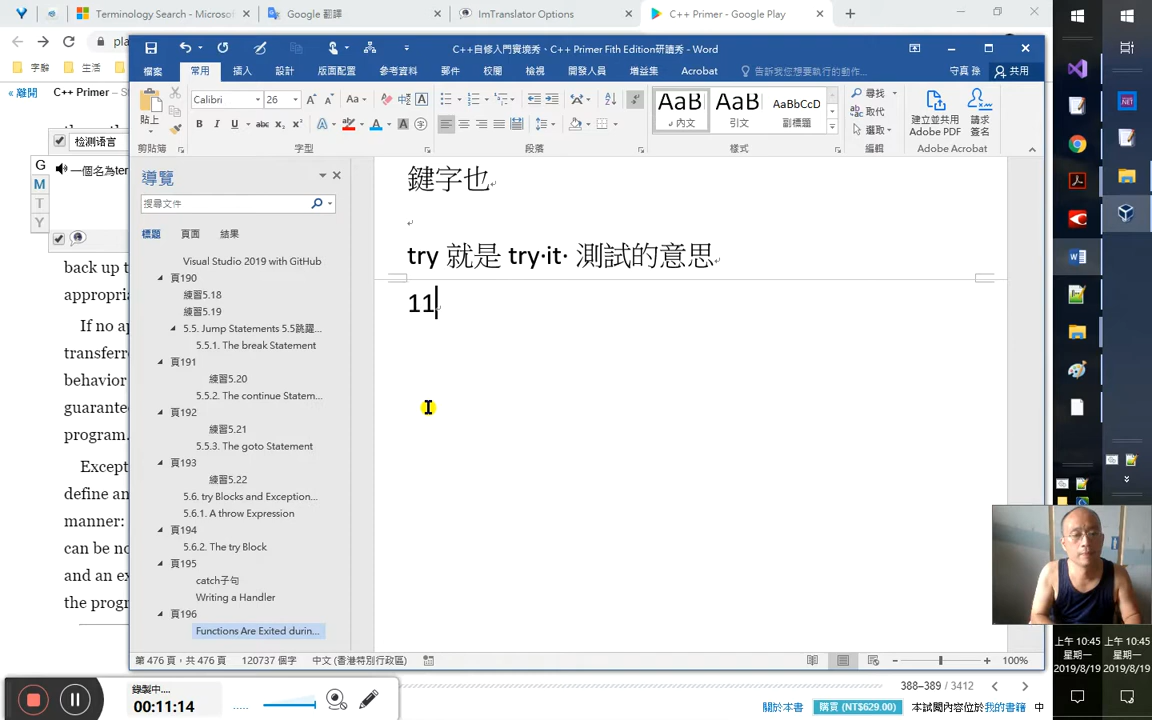 Terminology Search - Microsof
Google 翻譯
ImTranslator Options
C++ Primer - Google Play
C++自修入門實境秀、C++ Primer Fith Edition研讀秀 - Word
檔案
常用
插入
設計
版面配置
參考資料
郵件
校閱
檢視
開發人員
增益集
Acrobat
告訴我您想要執行的動作...
守真 孫
共用
字辭
生活
離開
C++ Primer
检测语言
G
M
T
Y
一個名為ter
back up t
appropria
If no ap
transferre
behavior
guarante
program.
Except
define an
manner:
can be no
and an ex
the progr
貼上
剪貼簿
Calibri
26
字型
段落
AaBb
內文
AaBb
引文
AaBbCcD
副標題
樣式
尋找
取代
選取
編輯
建立並共用
Adobe PDF
請求
簽名
Adobe Acrobat
導覽
搜尋文件
標題
頁面
結果
Visual Studio 2019 with GitHub
頁190
練習5.18
練習5.19
5.5. Jump Statements 5.5跳躍...
5.5.1. The break Statement
頁191
練習5.20
5.5.2. The continue Statem...
頁192
練習5.21
5.5.3. The goto Statement
頁193
練習5.22
5.6. try Blocks and Exception...
5.6.1. A throw Expression
頁194
5.6.2. The try Block
頁195
catch子句
Writing a Handler
頁196
Functions Are Exited durin...
鍵字也
try 就是 try·it· 測試的意思
11
第 476 頁，共 476 頁
120737 個字
中文 (香港特別行政區)
100%
錄製中....
00:11:14
388–389 / 3412
關於本書
購買 (NT$629.00)
本試閱內容位於我的書籍
中
上午 10:45
星期一
2019/8/19
上午 10:45
星期一
2019/8/19